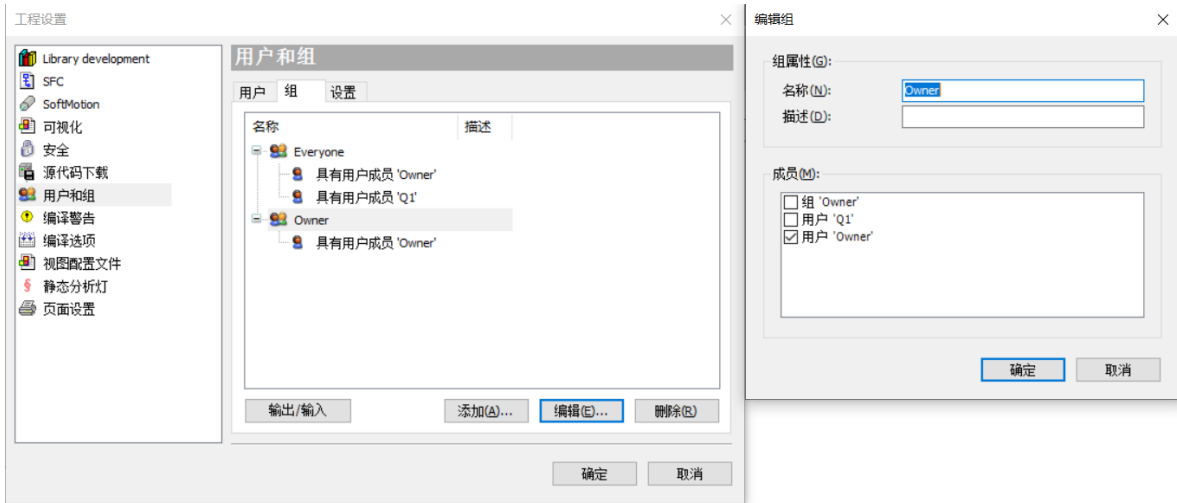 工程设置
Library development
SFC
SoftMotion
可视化
安全
源代码下载
用户和组
编译警告
编译选项
视图配置文件
静态分析灯
页面设置
用户和组
用户 组 设置
名称 描述
Everyone
具有用户成员 'Owner'
具有用户成员 'Q1'
Owner
具有用户成员 'Owner'
输出/输入 添加(A)... 编辑(E)... 删除(R)
确定 取消
编辑组
组属性(G):
名称(N): Owner
描述(D):
成员(M):
组 'Owner'
用户 'Q1'
用户 'Owner'
确定 取消